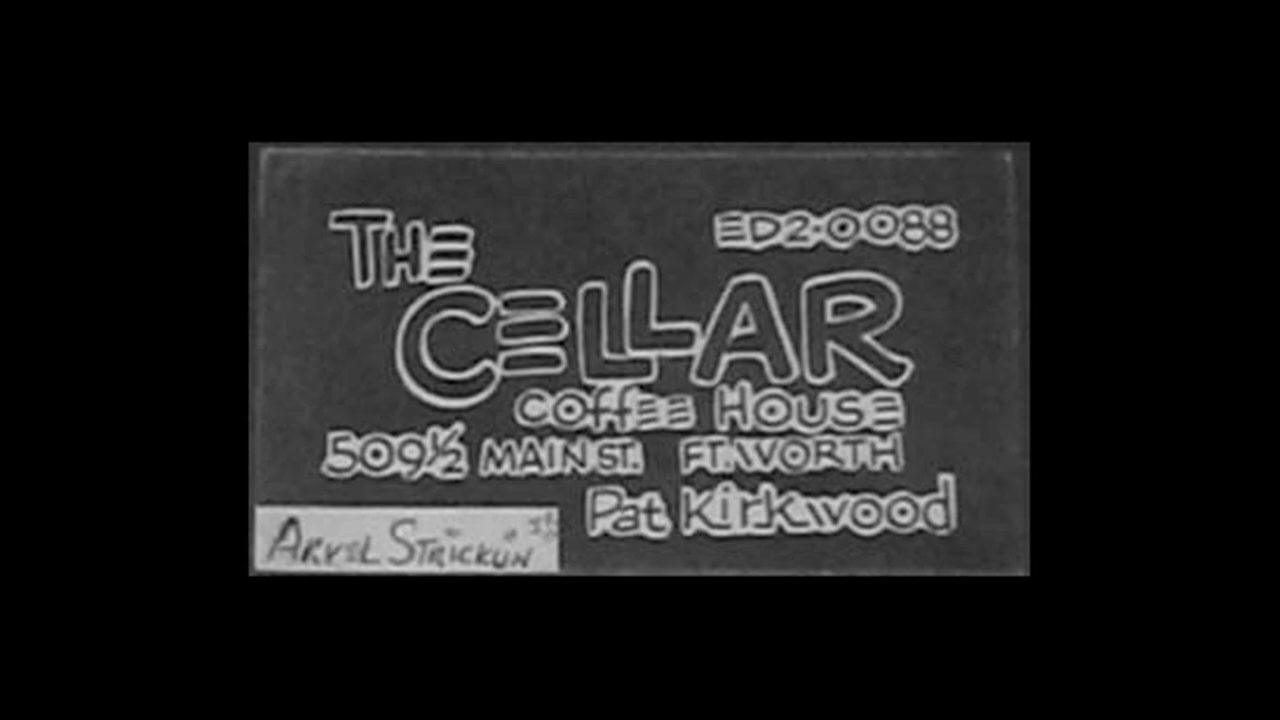 THE
ED2·0088
CELLAR
COFFEE HOUSE
509½ MAIN ST. FT. WORTH
Pat Kirkwood
ARVEL STRICKLIN